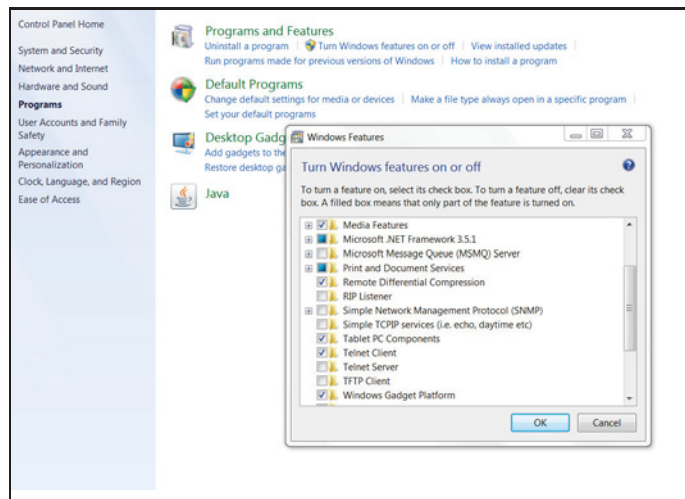 Control Panel Home
System and Security
Network and Internet
Hardware and Sound
Programs
User Accounts and Family
Safety
Appearance and
Personalization
Clock, Language, and Region
Ease of Access
Programs and Features
Uninstall a program
Turn Windows features on or off
View installed updates
Run programs made for previous versions of Windows
How to install a program
Default Programs
Change default settings for media or devices
Make a file type always open in a specific program
Set your default programs
Desktop Gadg
Add gadgets to the
Restore desktop ga
Java
Windows Features
Turn Windows features on or off
To turn a feature on, select its check box. To turn a feature off, clear its check
box. A filled box means that only part of the feature is turned on.
Media Features
Microsoft .NET Framework 3.5.1
Microsoft Message Queue (MSMQ) Server
Print and Document Services
Remote Differential Compression
RIP Listener
Simple Network Management Protocol (SNMP)
Simple TCPIP services (i.e. echo, daytime etc)
Tablet PC Components
Telnet Client
Telnet Server
TFTP Client
Windows Gadget Platform
OK
Cancel